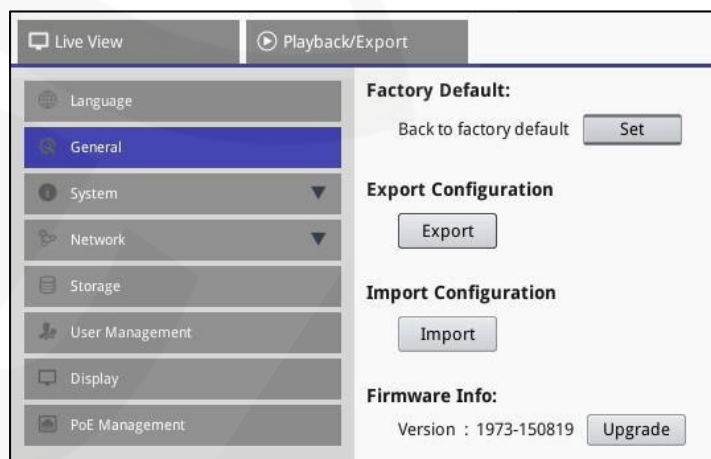 Live View
Playback/Export
Language
General
System
Network
Storage
User Management
Display
PoE Management
Factory Default:
Back to factory default Set
Export Configuration
Export
Import Configuration
Import
Firmware Info:
Version : 1973-150819 Upgrade